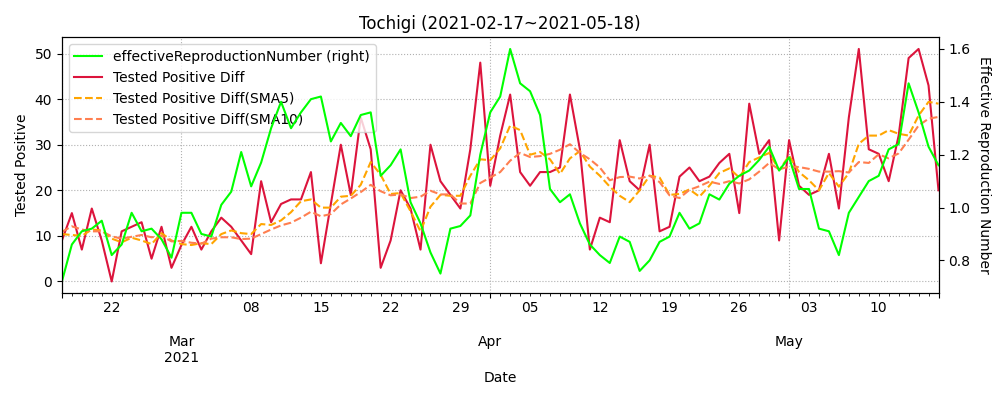 Tochigi (2021-02-17~2021-05-18)
effectiveReproductionNumber (right)
Tested Positive Diff
Tested Positive Diff(SMA5)
Tested Positive Diff(SMA10)
Tested Positive
50
40
30
20
10
0
1.6
1.4
1.2
1.0
0.8
Effective Reproduction Number
22 08 15 22 29 05 12 19 26 03 10
Mar Apr May
2021
Date